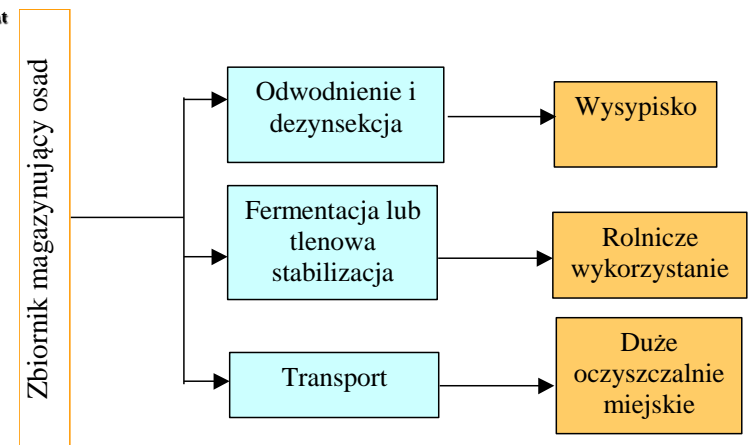 Zbiornik magazynujący osad
Odwodnienie i
dezynsekcja
Wysypisko
Fermentacja lub
tlenowa
stabilizacja
Rolnicze
wykorzystanie
Transport
Duże
oczyszczalnie
miejskie